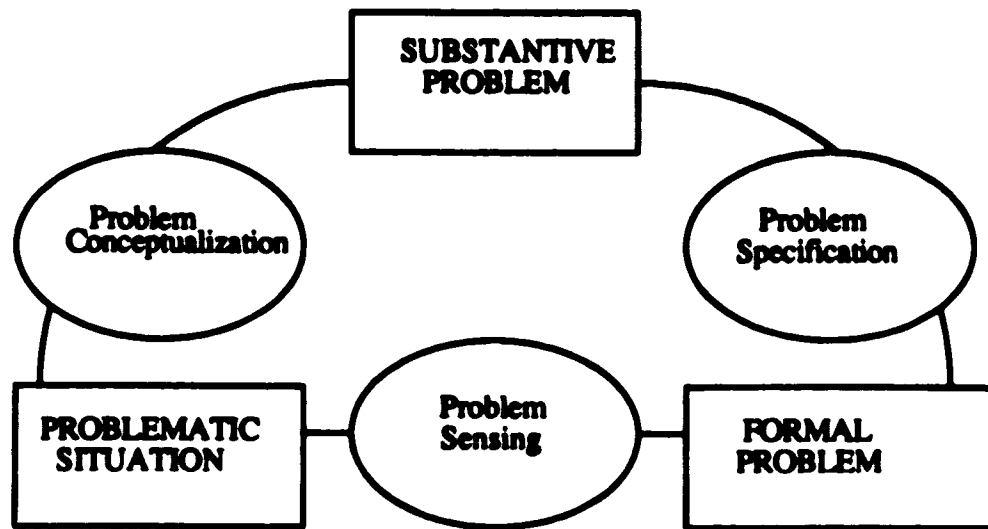 SUBSTANTIVE
PROBLEM
Problem
Conceptualization
Problem
Specification
Problem
Sensing
PROBLEMATIC
SITUATION
FORMAL
PROBLEM